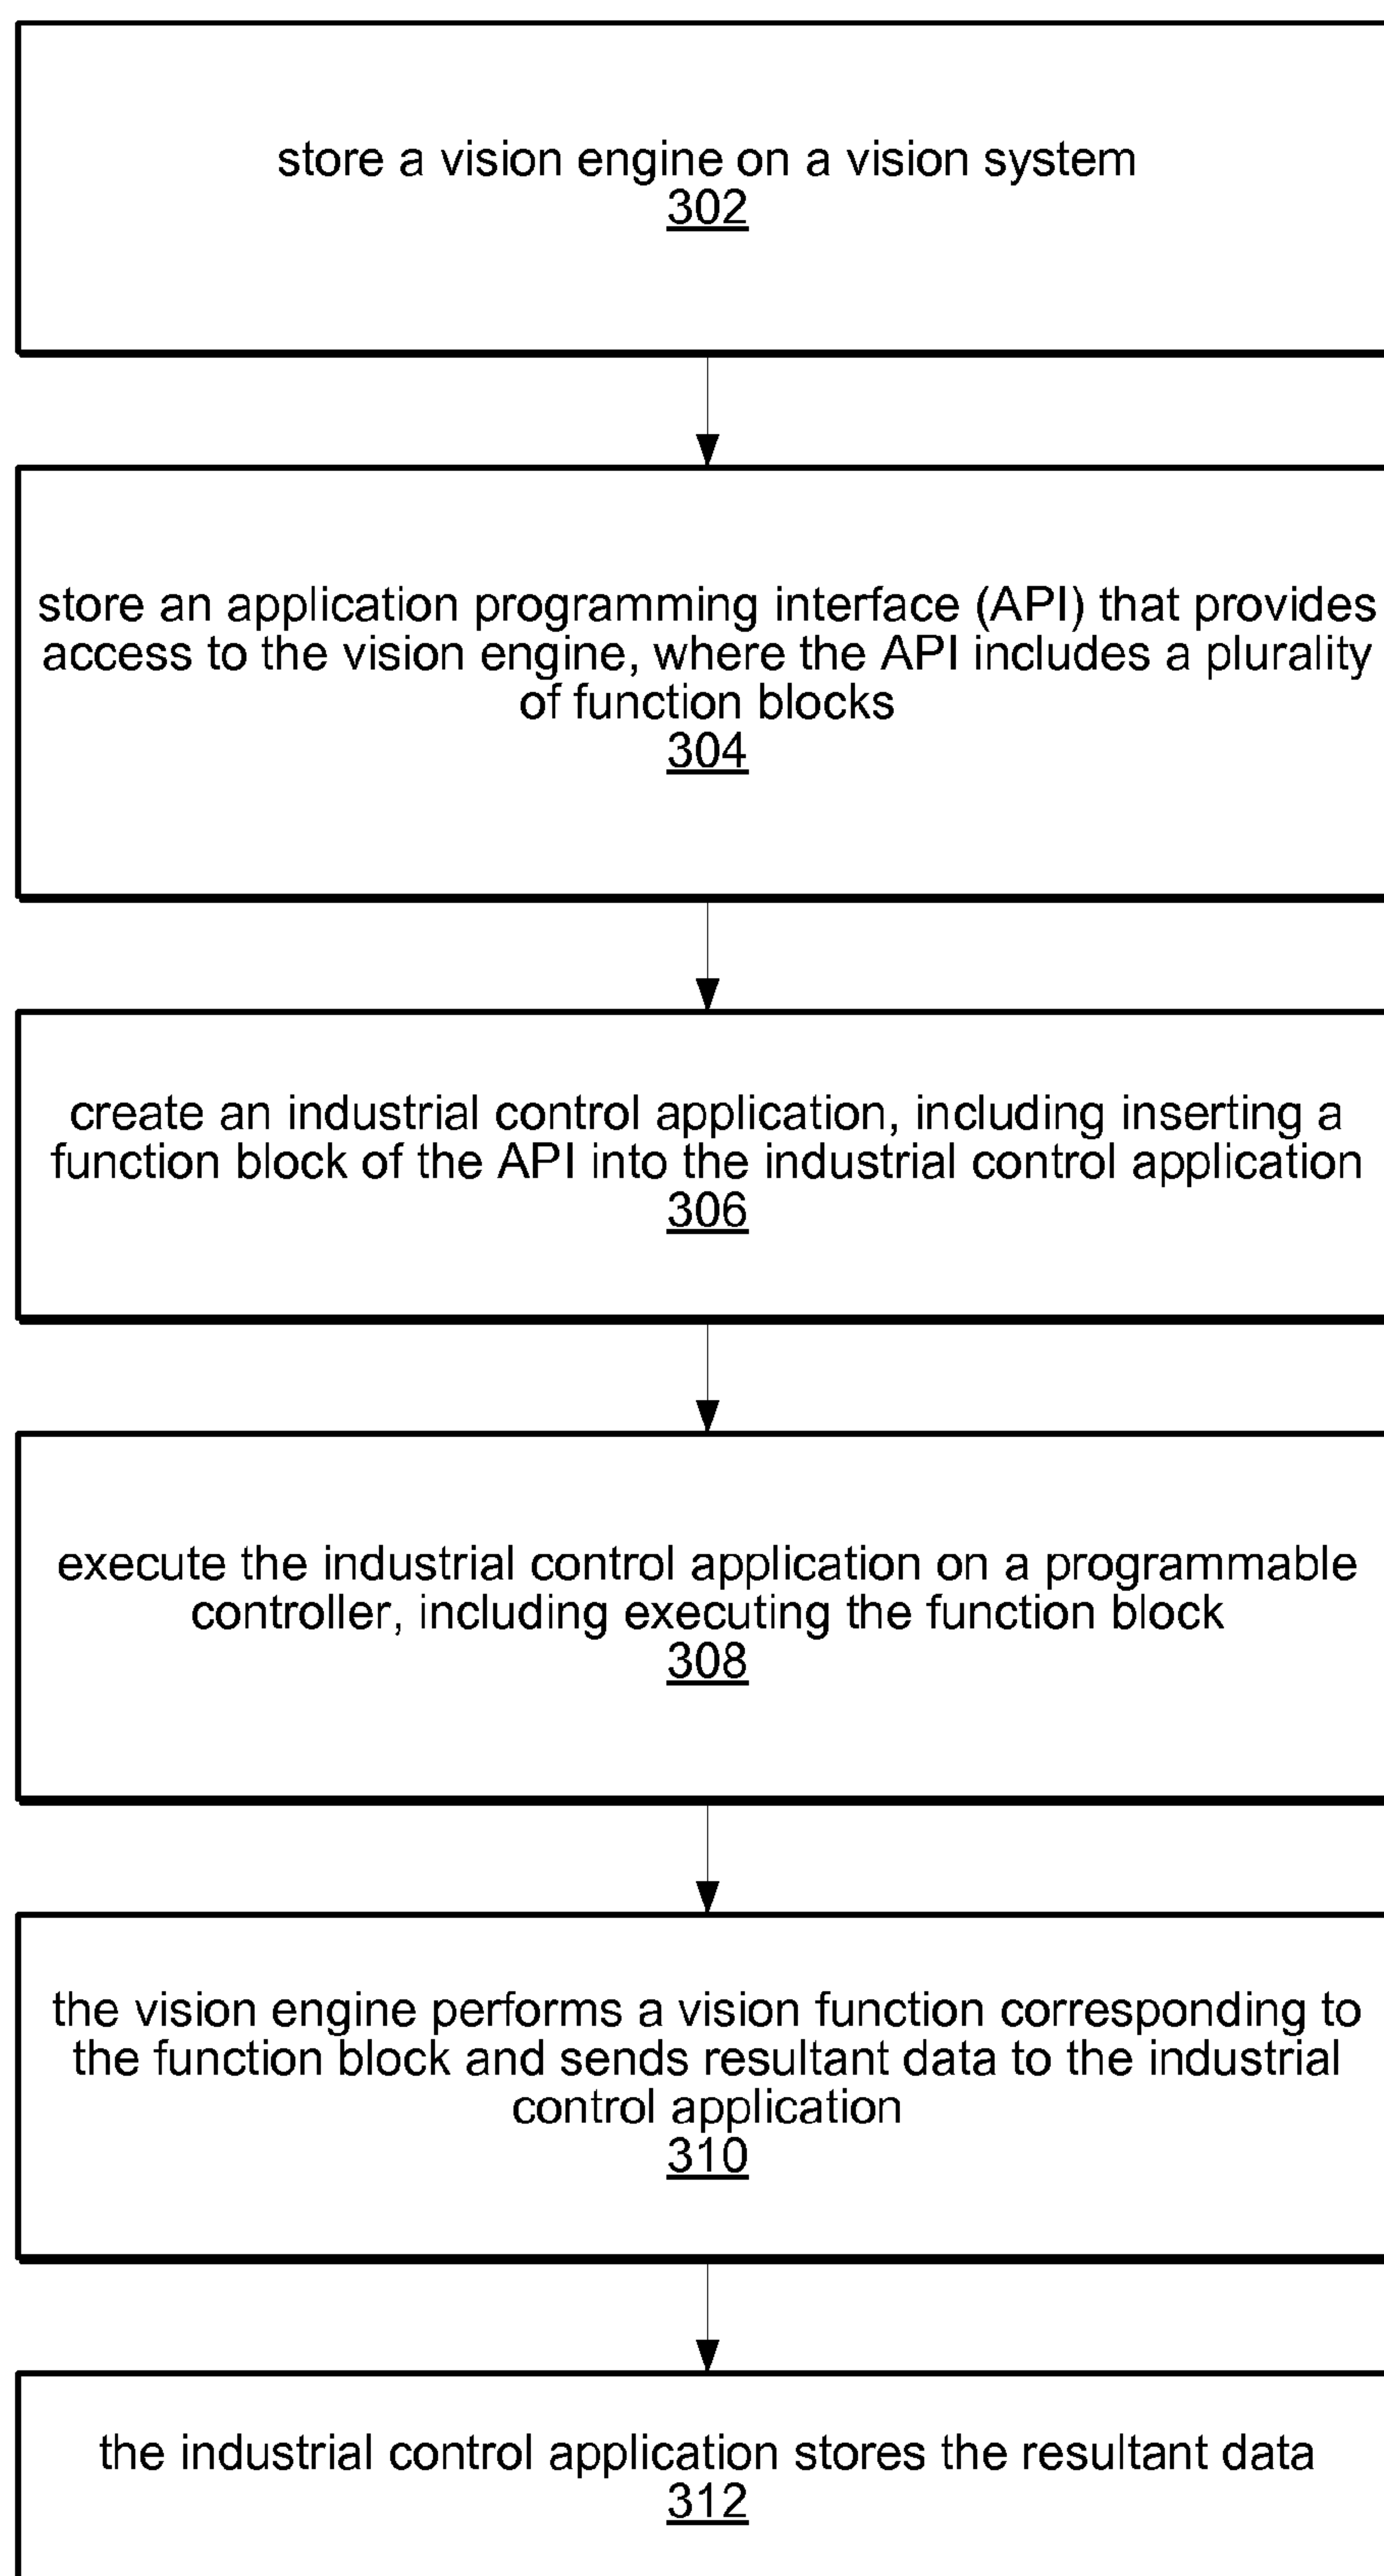 store a vision engine on a vision system
302
store an application programming interface (API) that provides
access to the vision engine, where the API includes a plurality
of function blocks
304
create an industrial control application, including inserting a
function block of the API into the industrial control application
306
execute the industrial control application on a programmable
controller, including executing the function block
308
the vision engine performs a vision function corresponding to
the function block and sends resultant data to the industrial
control application
310
the industrial control application stores the resultant data
312